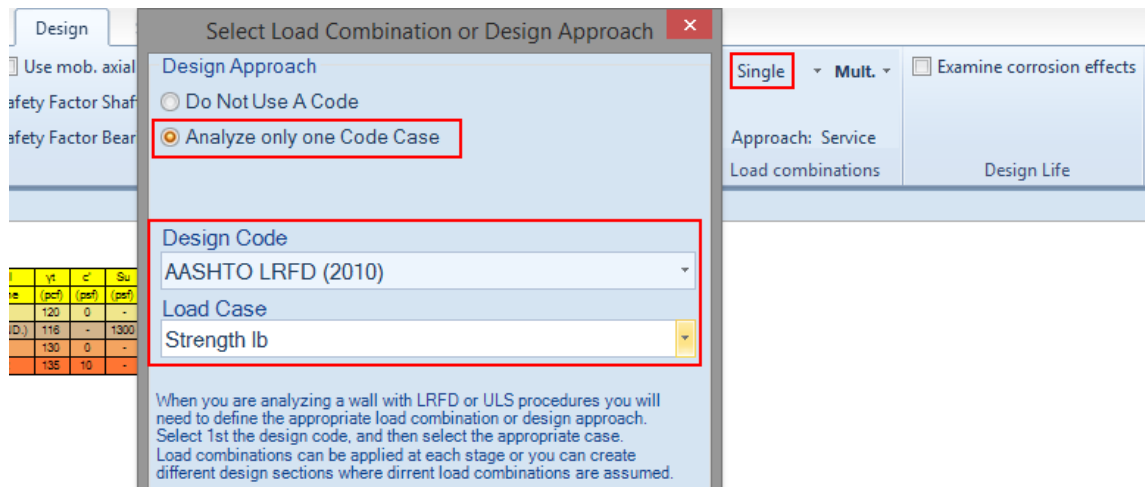 Design
Select Load Combination or Design Approach
Use mob. axial
afety Factor Shaf
afety Factor Bear
Design Approach
Do Not Use A Code
Analyze only one Code Case
Design Code
AASHTO LRFD (2010)
Load Case
Strength Ib
When you are analyzing a wall with LRFD or ULS procedures you will
need to define the appropriate load combination or design approach.
Select 1st the design code, and then select the appropriate case.
Load combinations can be applied at each stage or you can create
different design sections where dirrent load combinations are assumed.
Single Mult.
Approach: Service
Load combinations
Examine corrosion effects
Design Life
γt c' Su
(pcf) (psf) (psf)
120 0 -
116 - 1300
130 0 -
135 10 -